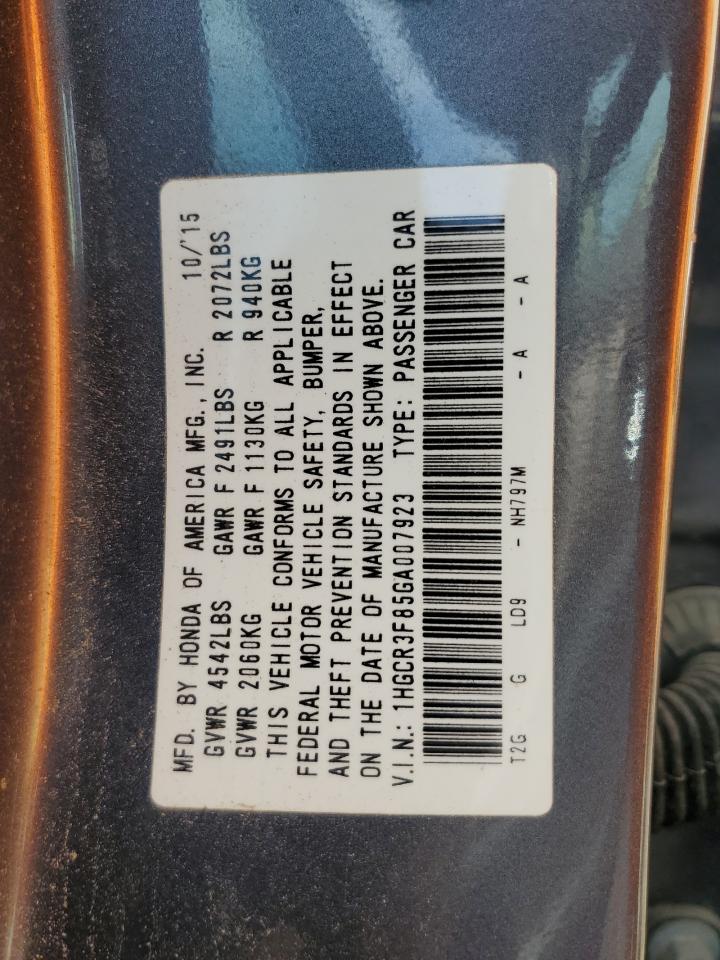 MFD. BY HONDA OF AMERICA MFG., INC. 10/'15
GVWR 4542LBS GAWR F 2491LBS R 2072LBS
GVWR 2060KG GAWR F 1130KG R 940KG
THIS VEHICLE CONFORMS TO ALL APPLICABLE
FEDERAL MOTOR VEHICLE SAFETY, BUMPER,
AND THEFT PREVENTION STANDARDS IN EFFECT
ON THE DATE OF MANUFACTURE SHOWN ABOVE.
V.I.N.: 1HGCR3F85GA007923 TYPE: PASSENGER CAR
T2G G LD9 - NH797M - A - A